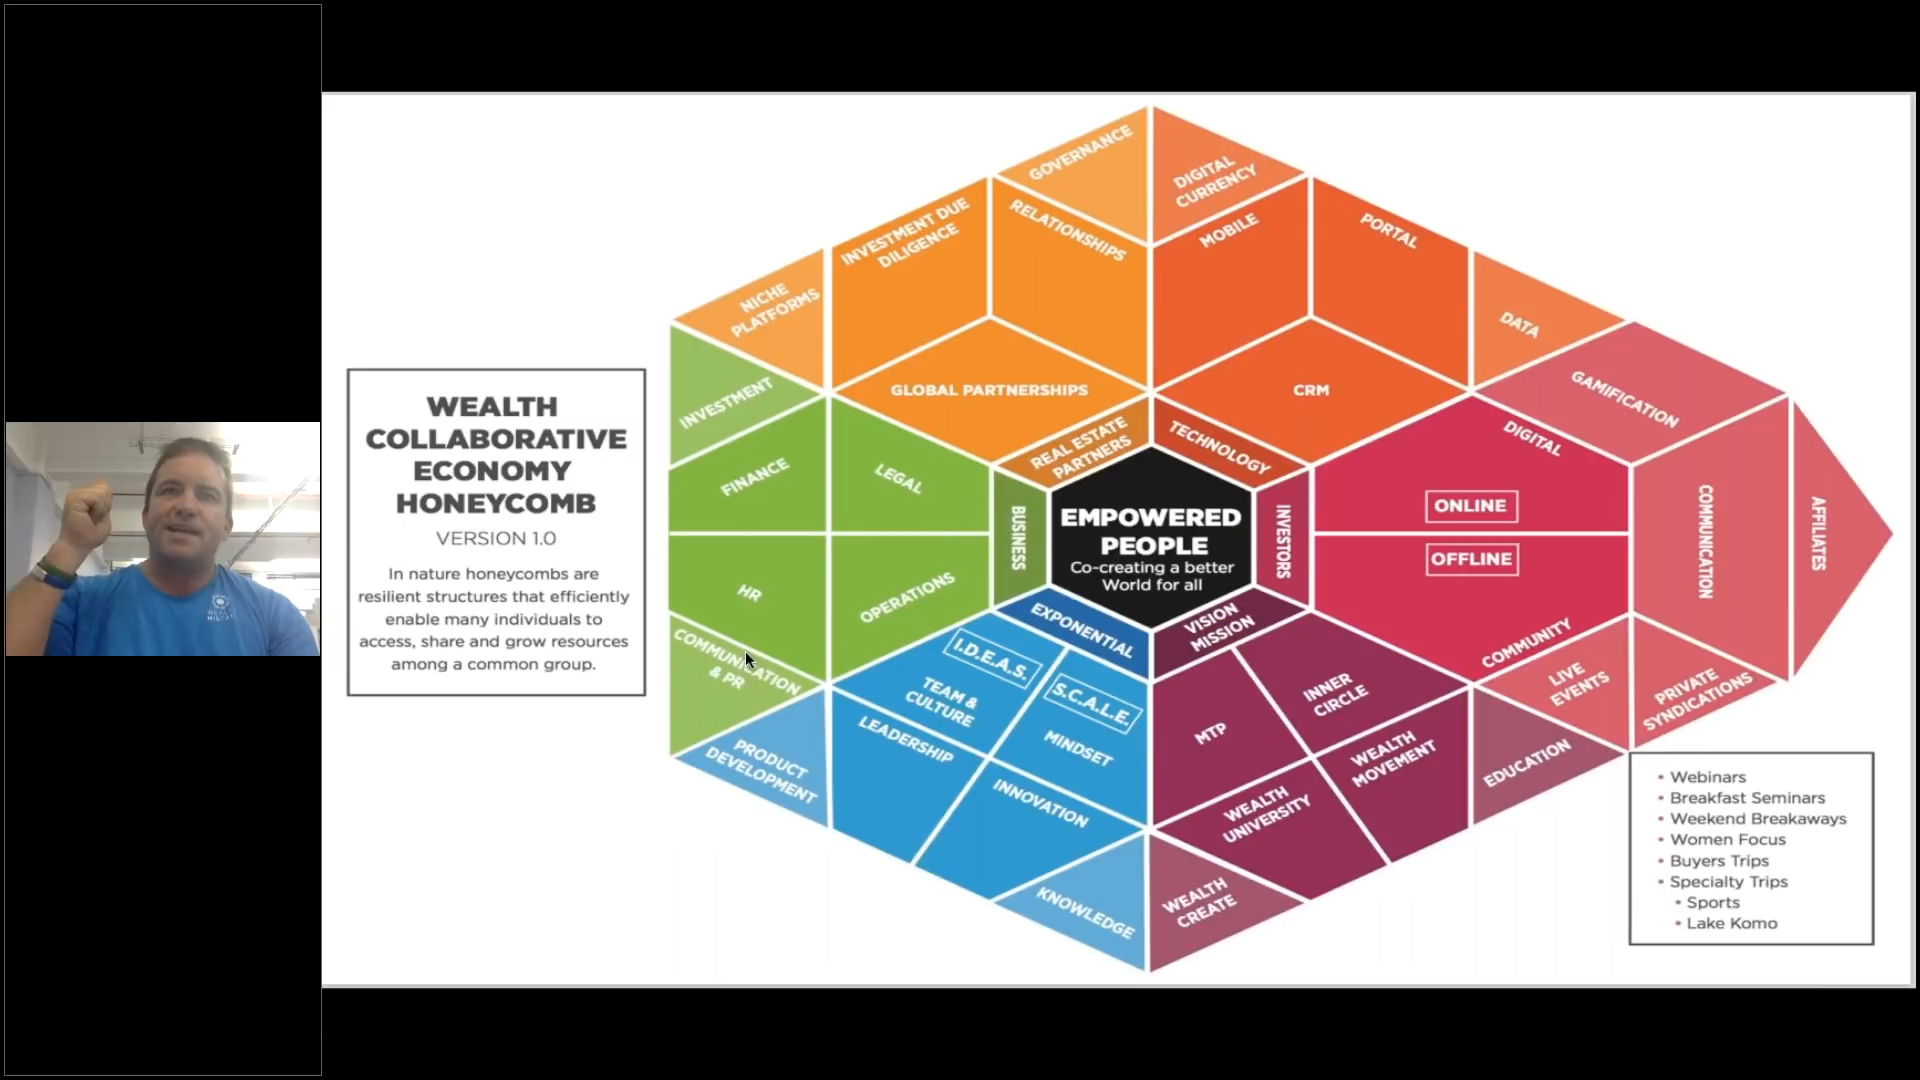 WEALTH
COLLABORATIVE
ECONOMY
HONEYCOMB
VERSION 1.0
In nature honeycombs are
resilient structures that efficiently
enable many individuals to
access, share and grow resources
among a common group.
GOVERNANCE
DIGITAL
CURRENCY
INVESTMENT DUE
DILIGENCE
RELATIONSHIPS
MOBILE
PORTAL
NICHE
PLATFORMS
DATA
GLOBAL PARTNERSHIPS
CRM
INVESTMENT
GAMIFICATION
REAL ESTATE
PARTNERS
TECHNOLOGY
DIGITAL
FINANCE
LEGAL
BUSINESS
EMPOWERED
PEOPLE
Co-creating a better
World for all
INVESTORS
ONLINE
OFFLINE
COMMUNICATION
AFFILIATES
HR
OPERATIONS
EXPONENTIAL
VISION
MISSION
COMMUNITY
COMMUNICATION
& PR
I.D.E.A.S.
TEAM &
CULTURE
S.C.A.L.E.
MINDSET
MTP
INNER
CIRCLE
LIVE
EVENTS
PRIVATE
SYNDICATIONS
PRODUCT
DEVELOPMENT
LEADERSHIP
INNOVATION
WEALTH
UNIVERSITY
WEALTH
MOVEMENT
EDUCATION
KNOWLEDGE
WEALTH
CREATE
• Webinars
• Breakfast Seminars
• Weekend Breakaways
• Women Focus
• Buyers Trips
• Specialty Trips
• Sports
• Lake Komo